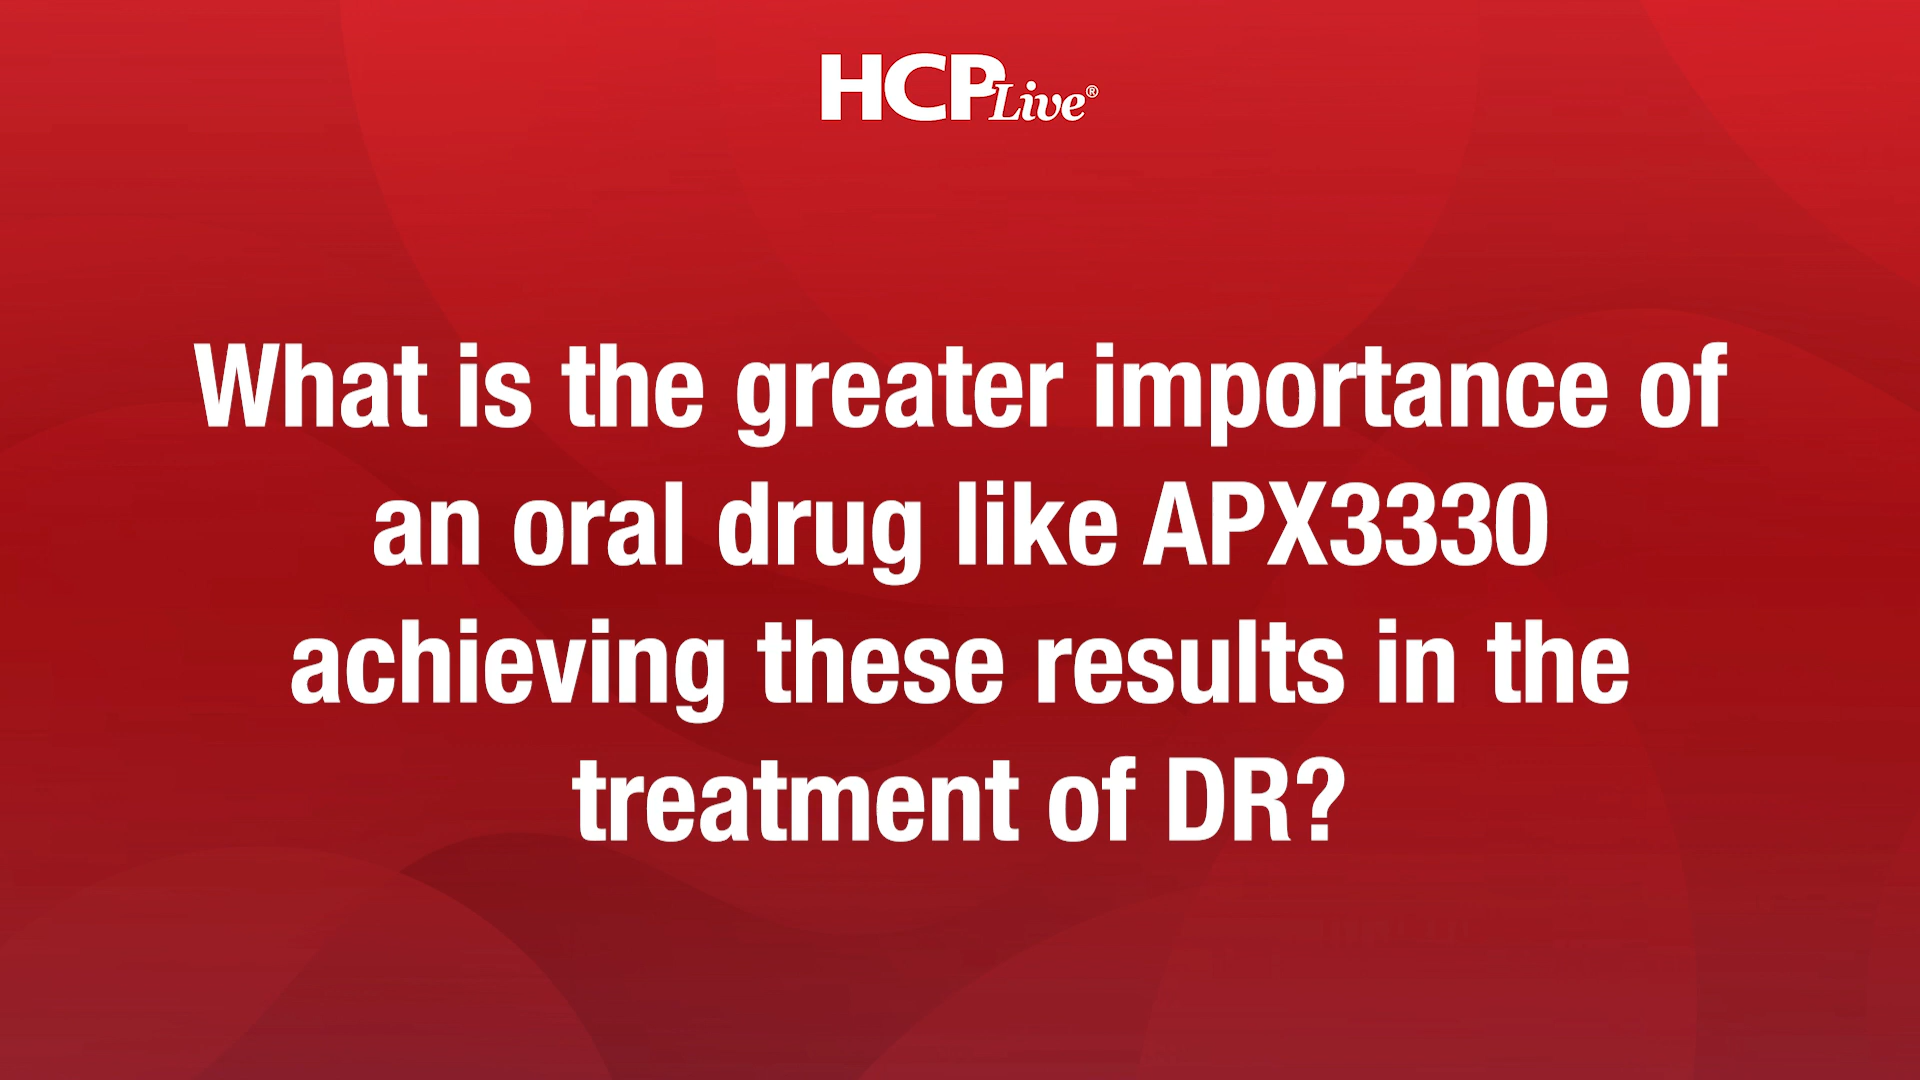 HCPLive®
What is the greater importance of
an oral drug like APX3330
achieving these results in the
treatment of DR?